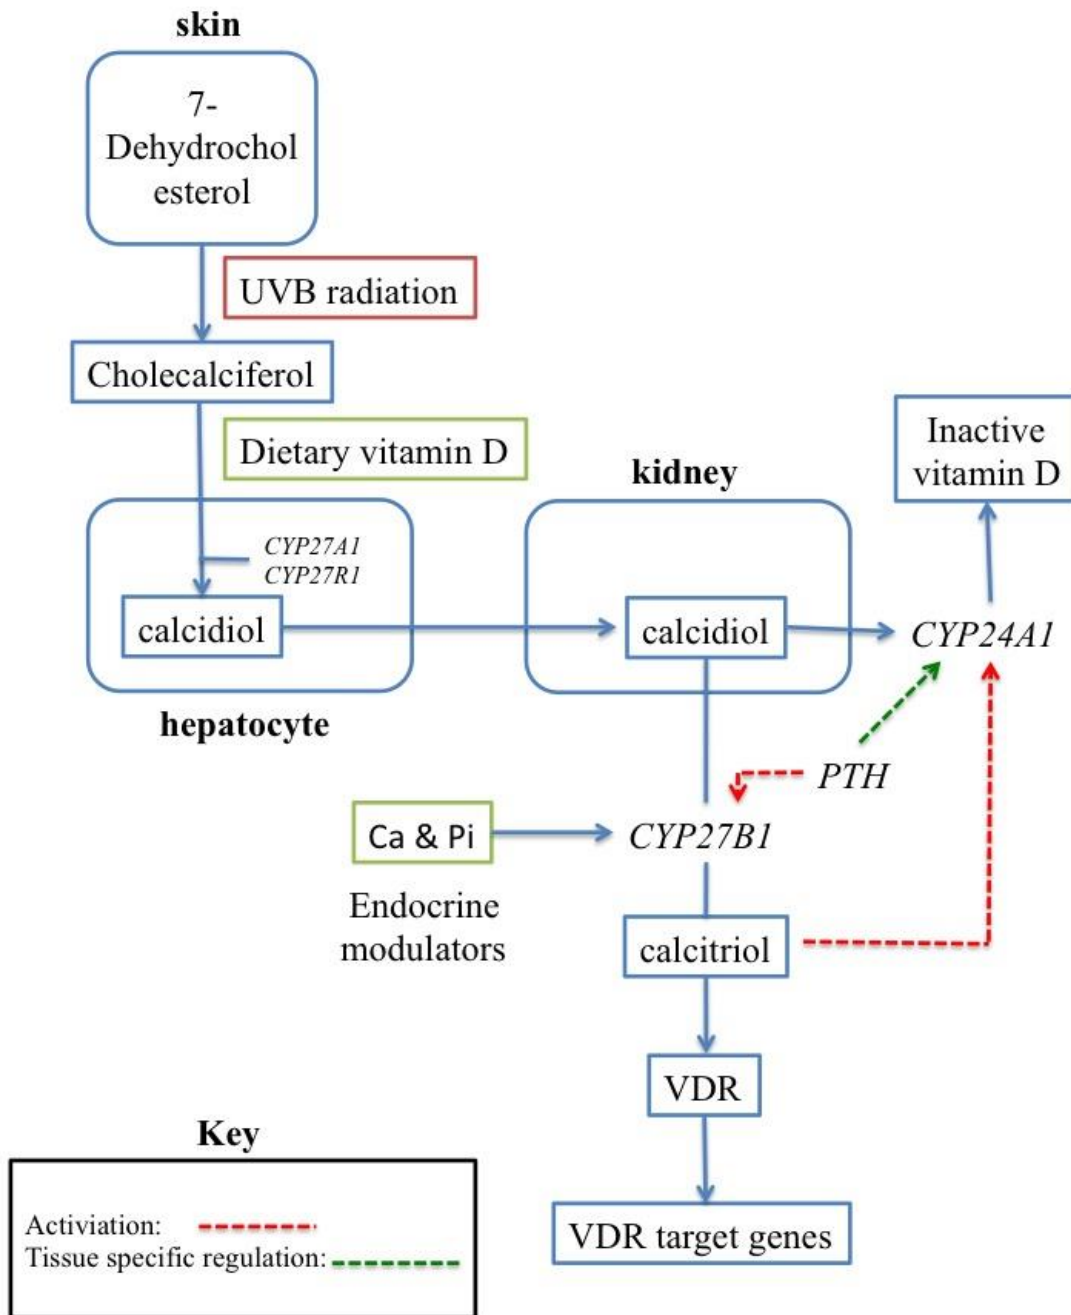 skin
7-
Dehydrochol
esterol
UVB radiation
Cholecalciferol
Dietary vitamin D
Inactive
vitamin D
kidney
CYP27A1
CYP27R1
calcidiol
calcidiol
CYP24A1
hepatocyte
PTH
Ca & Pi
CYP27B1
Endocrine
modulators
calcitriol
VDR
VDR target genes
Key
Activiation:
Tissue specific regulation: